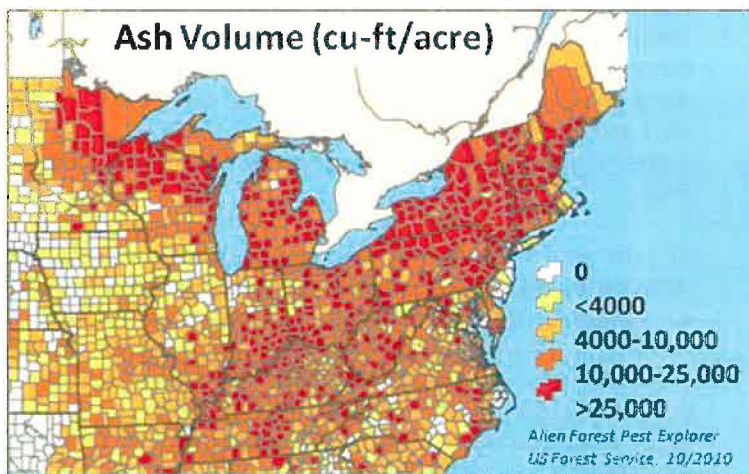 Ash Volume (cu-ft/acre)
0
<4000
4000-10,000
10,000-25,000
>25,000
Alien Forest Pest Explorer
US Forest Service, 10/2010